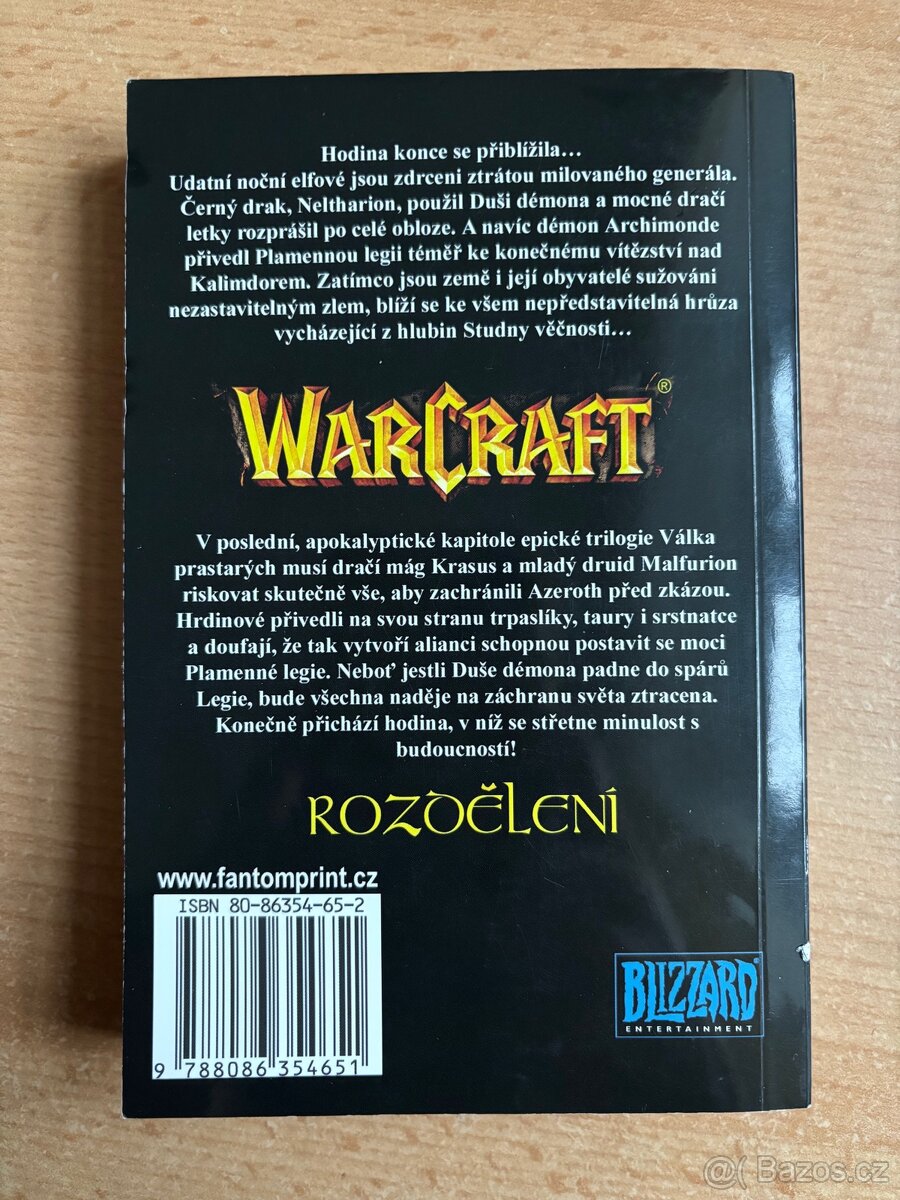 Hodina konce se přiblížila…
Udatní noční elfové jsou zdrceni ztrátou milovaného generála.
Černý drak, Neltharion, použil Duši démona a mocné dračí
letky rozprášil po celé obloze. A navíc démon Archimonde
přivedl Plamennou legii téměř ke konečnému vítězství nad
Kalimdorem. Zatímco jsou země i její obyvatelé sužováni
nezastavitelným zlem, blíží se ke všem nepředstavitelná hrůza
vycházející z hlubin Studny věčnosti…
WARCRAFT®
V poslední, apokalyptické kapitole epické trilogie Válka
prastarých musí dračí mág Krasus a mladý druid Malfurion
riskovat skutečně vše, aby zachránili Azeroth před zkázou.
Hrdinové přivedli na svou stranu trpaslíky, taury i srstnatce
a doufají, že tak vytvoří alianci schopnou postavit se moci
Plamenné legie. Neboť jestli Duše démona padne do spárů
Legie, bude všechna naděje na záchranu světa ztracena.
Konečně přichází hodina, v níž se střetne minulost s
budoucností!
ROZDĚLENÍ
www.fantomprint.cz
ISBN 80-86354-65-2
9 788086 354651
BLIZZARD®
ENTERTAINMENT
@( Bazos.cz